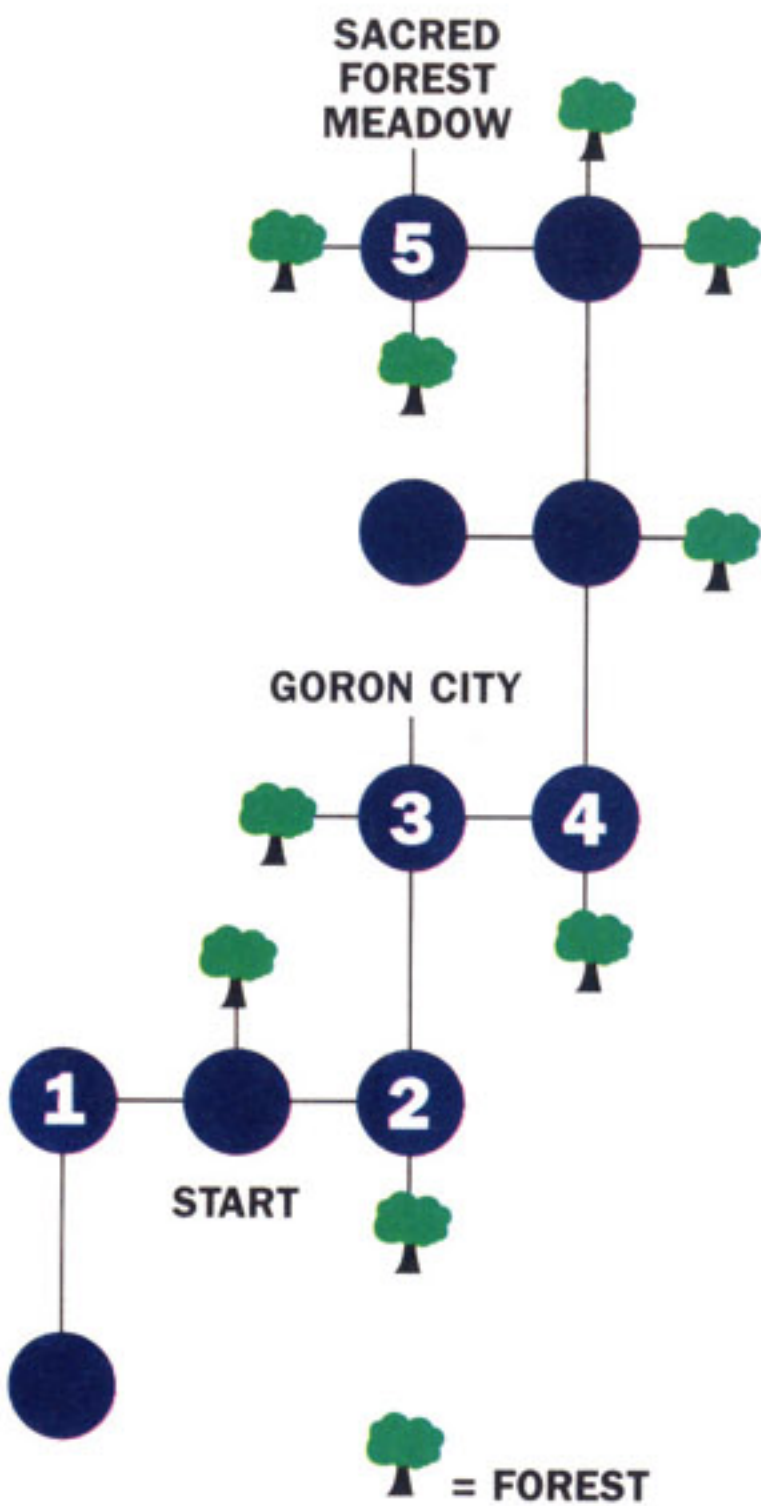 SACRED
FOREST
MEADOW
5
GORON CITY
3
4
1
2
START
= FOREST